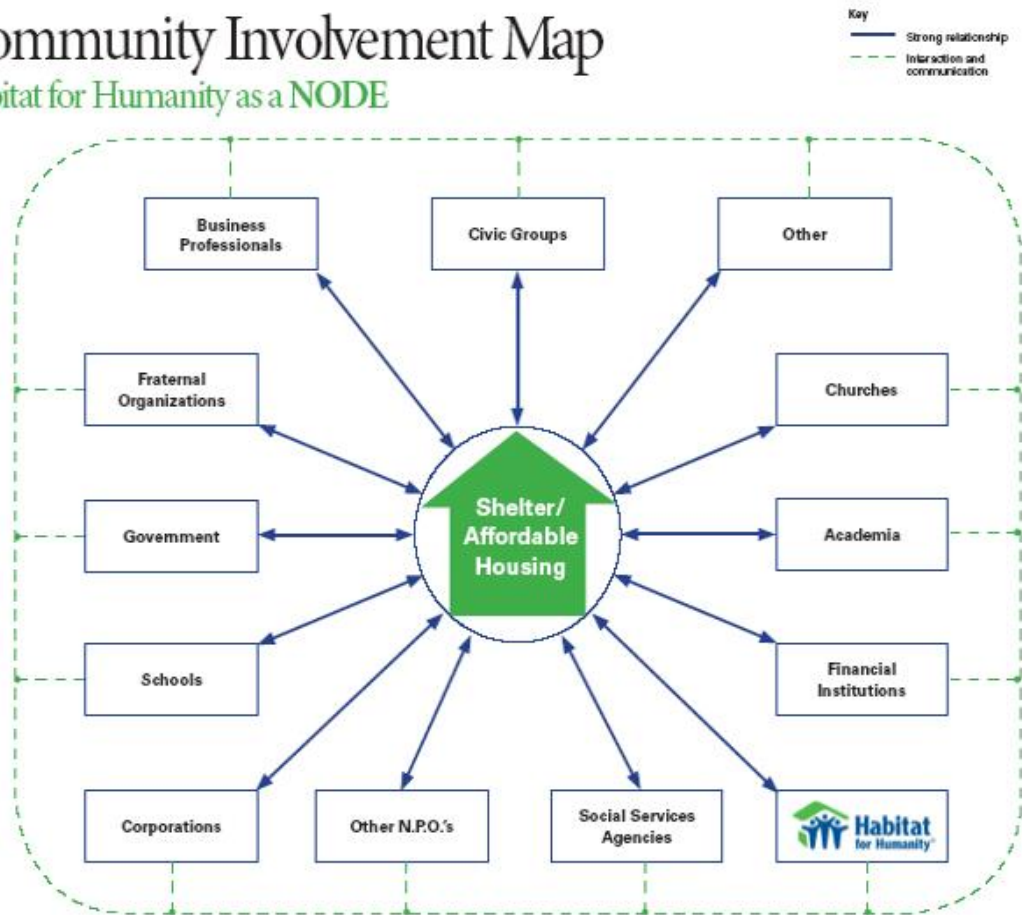 ommunity Involvement Map
bitat for Humanity as a NODE
Key
Strong relationship
Interaction and
communication
Business
Professionals
Civic Groups
Other
Fraternal
Organizations
Churches
Shelter/
Affordable
Housing
Government
Academia
Schools
Financial
Institutions
Corporations
Other N.P.O.'s
Social Services
Agencies
Habitat
for Humanity®